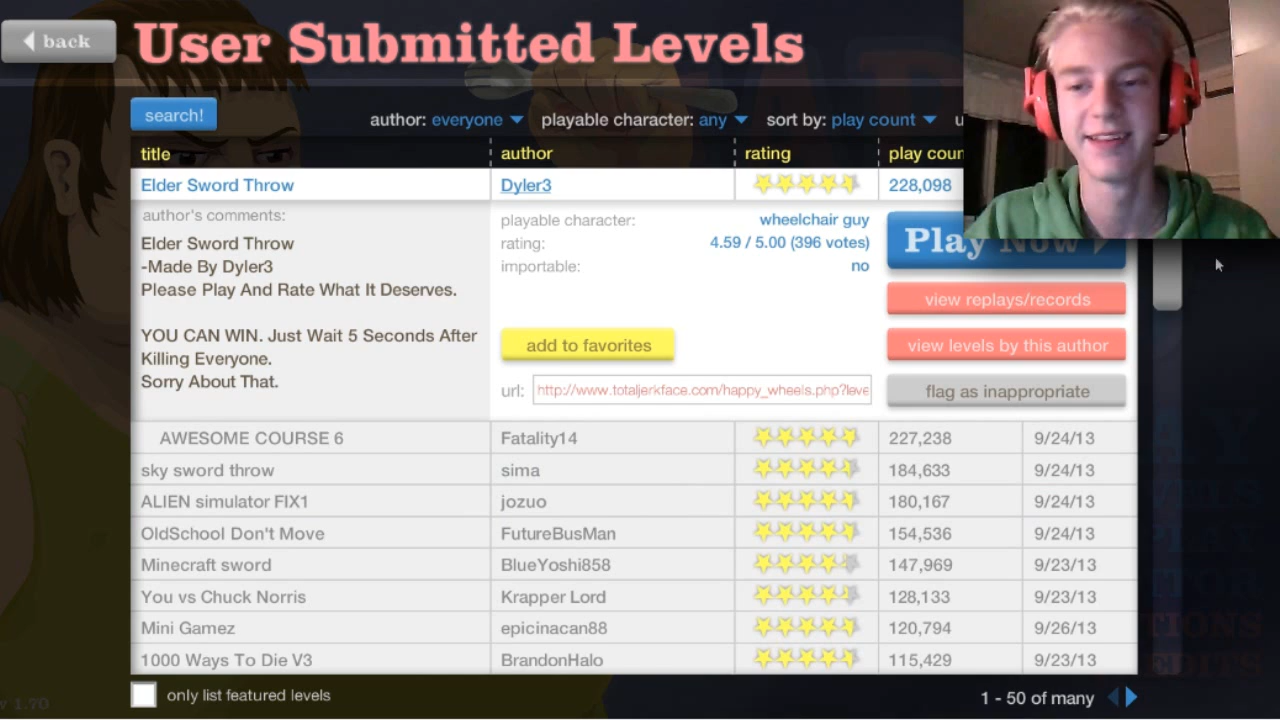 back
User Submitted Levels
search!
author: everyone
playable character: any
sort by: play count
title
author
rating
Elder Sword Throw
Dyler3
228,098
author's comments:
Elder Sword Throw
-Made By Dyler3
Please Play And Rate What It Deserves.
YOU CAN WIN. Just Wait 5 Seconds After
Killing Everyone.
Sorry About That.
playable character: wheelchair guy
rating: 4.59 / 5.00 (396 votes)
importable: no
add to favorites
url: http://www.totaljerkface.com/happy_wheels.php?leve
Play Now
view replays/records
view levels by this author
flag as inappropriate
AWESOME COURSE 6 Fatality14 227,238 9/24/13
sky sword throw sima 184,633 9/24/13
ALIEN simulator FIX1 jozuo 180,167 9/24/13
OldSchool Don't Move FutureBusMan 154,536 9/24/13
Minecraft sword BlueYoshi858 147,969 9/23/13
You vs Chuck Norris Krapper Lord 128,133 9/23/13
Mini Gamez epicinacan88 120,794 9/26/13
1000 Ways To Die V3 BrandonHalo 115,429 9/23/13
only list featured levels
1 - 50 of many
v 1.70